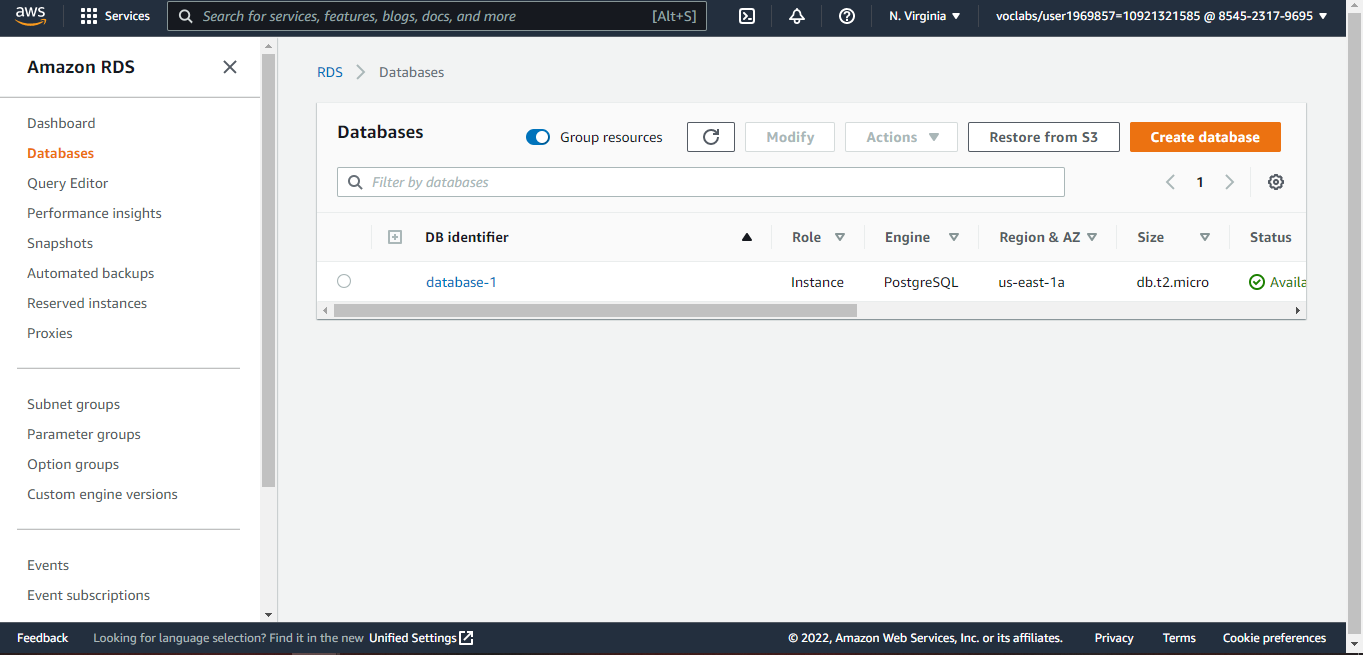 aws Services Search for services, features, blogs, docs, and more [Alt+S] N. Virginia voclabs/user1969857=10921321585 @ 8545-2317-9695
Amazon RDS
Dashboard
Databases
Query Editor
Performance insights
Snapshots
Automated backups
Reserved instances
Proxies
Subnet groups
Parameter groups
Option groups
Custom engine versions
Events
Event subscriptions
RDS Databases
Databases Group resources Modify Actions Restore from S3 Create database
Filter by databases 1
DB identifier Role Engine Region & AZ Size Status
database-1 Instance PostgreSQL us-east-1a db.t2.micro Availa
Feedback Looking for language selection? Find it in the new Unified Settings © 2022, Amazon Web Services, Inc. or its affiliates. Privacy Terms Cookie preferences